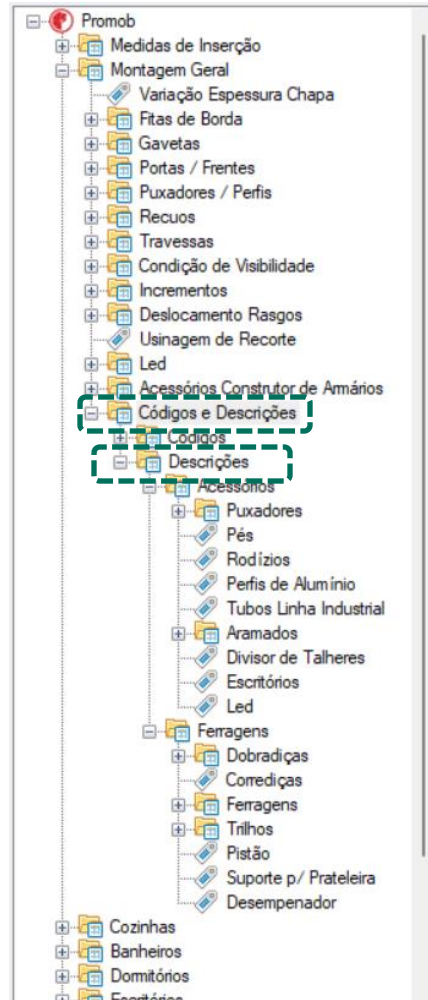 Promob
Medidas de Inserção
Montagem Geral
Variação Espessura Chapa
Fitas de Borda
Gavetas
Portas / Frentes
Puxadores / Perfis
Recuos
Travessas
Condição de Visibilidade
Incrementos
Deslocamento Rasgos
Usinagem de Recorte
Led
Acessórios Construtor de Armários
Códigos e Descrições
Códigos
Descrições
Acessórios
Puxadores
Pés
Rodízios
Perfis de Alumínio
Tubos Linha Industrial
Aramados
Divisor de Talheres
Escritórios
Led
Ferragens
Dobradiças
Corrediças
Ferragens
Trilhos
Pistão
Suporte p/ Prateleira
Desempenador
Cozinhas
Banheiros
Dormitórios
Escritórios